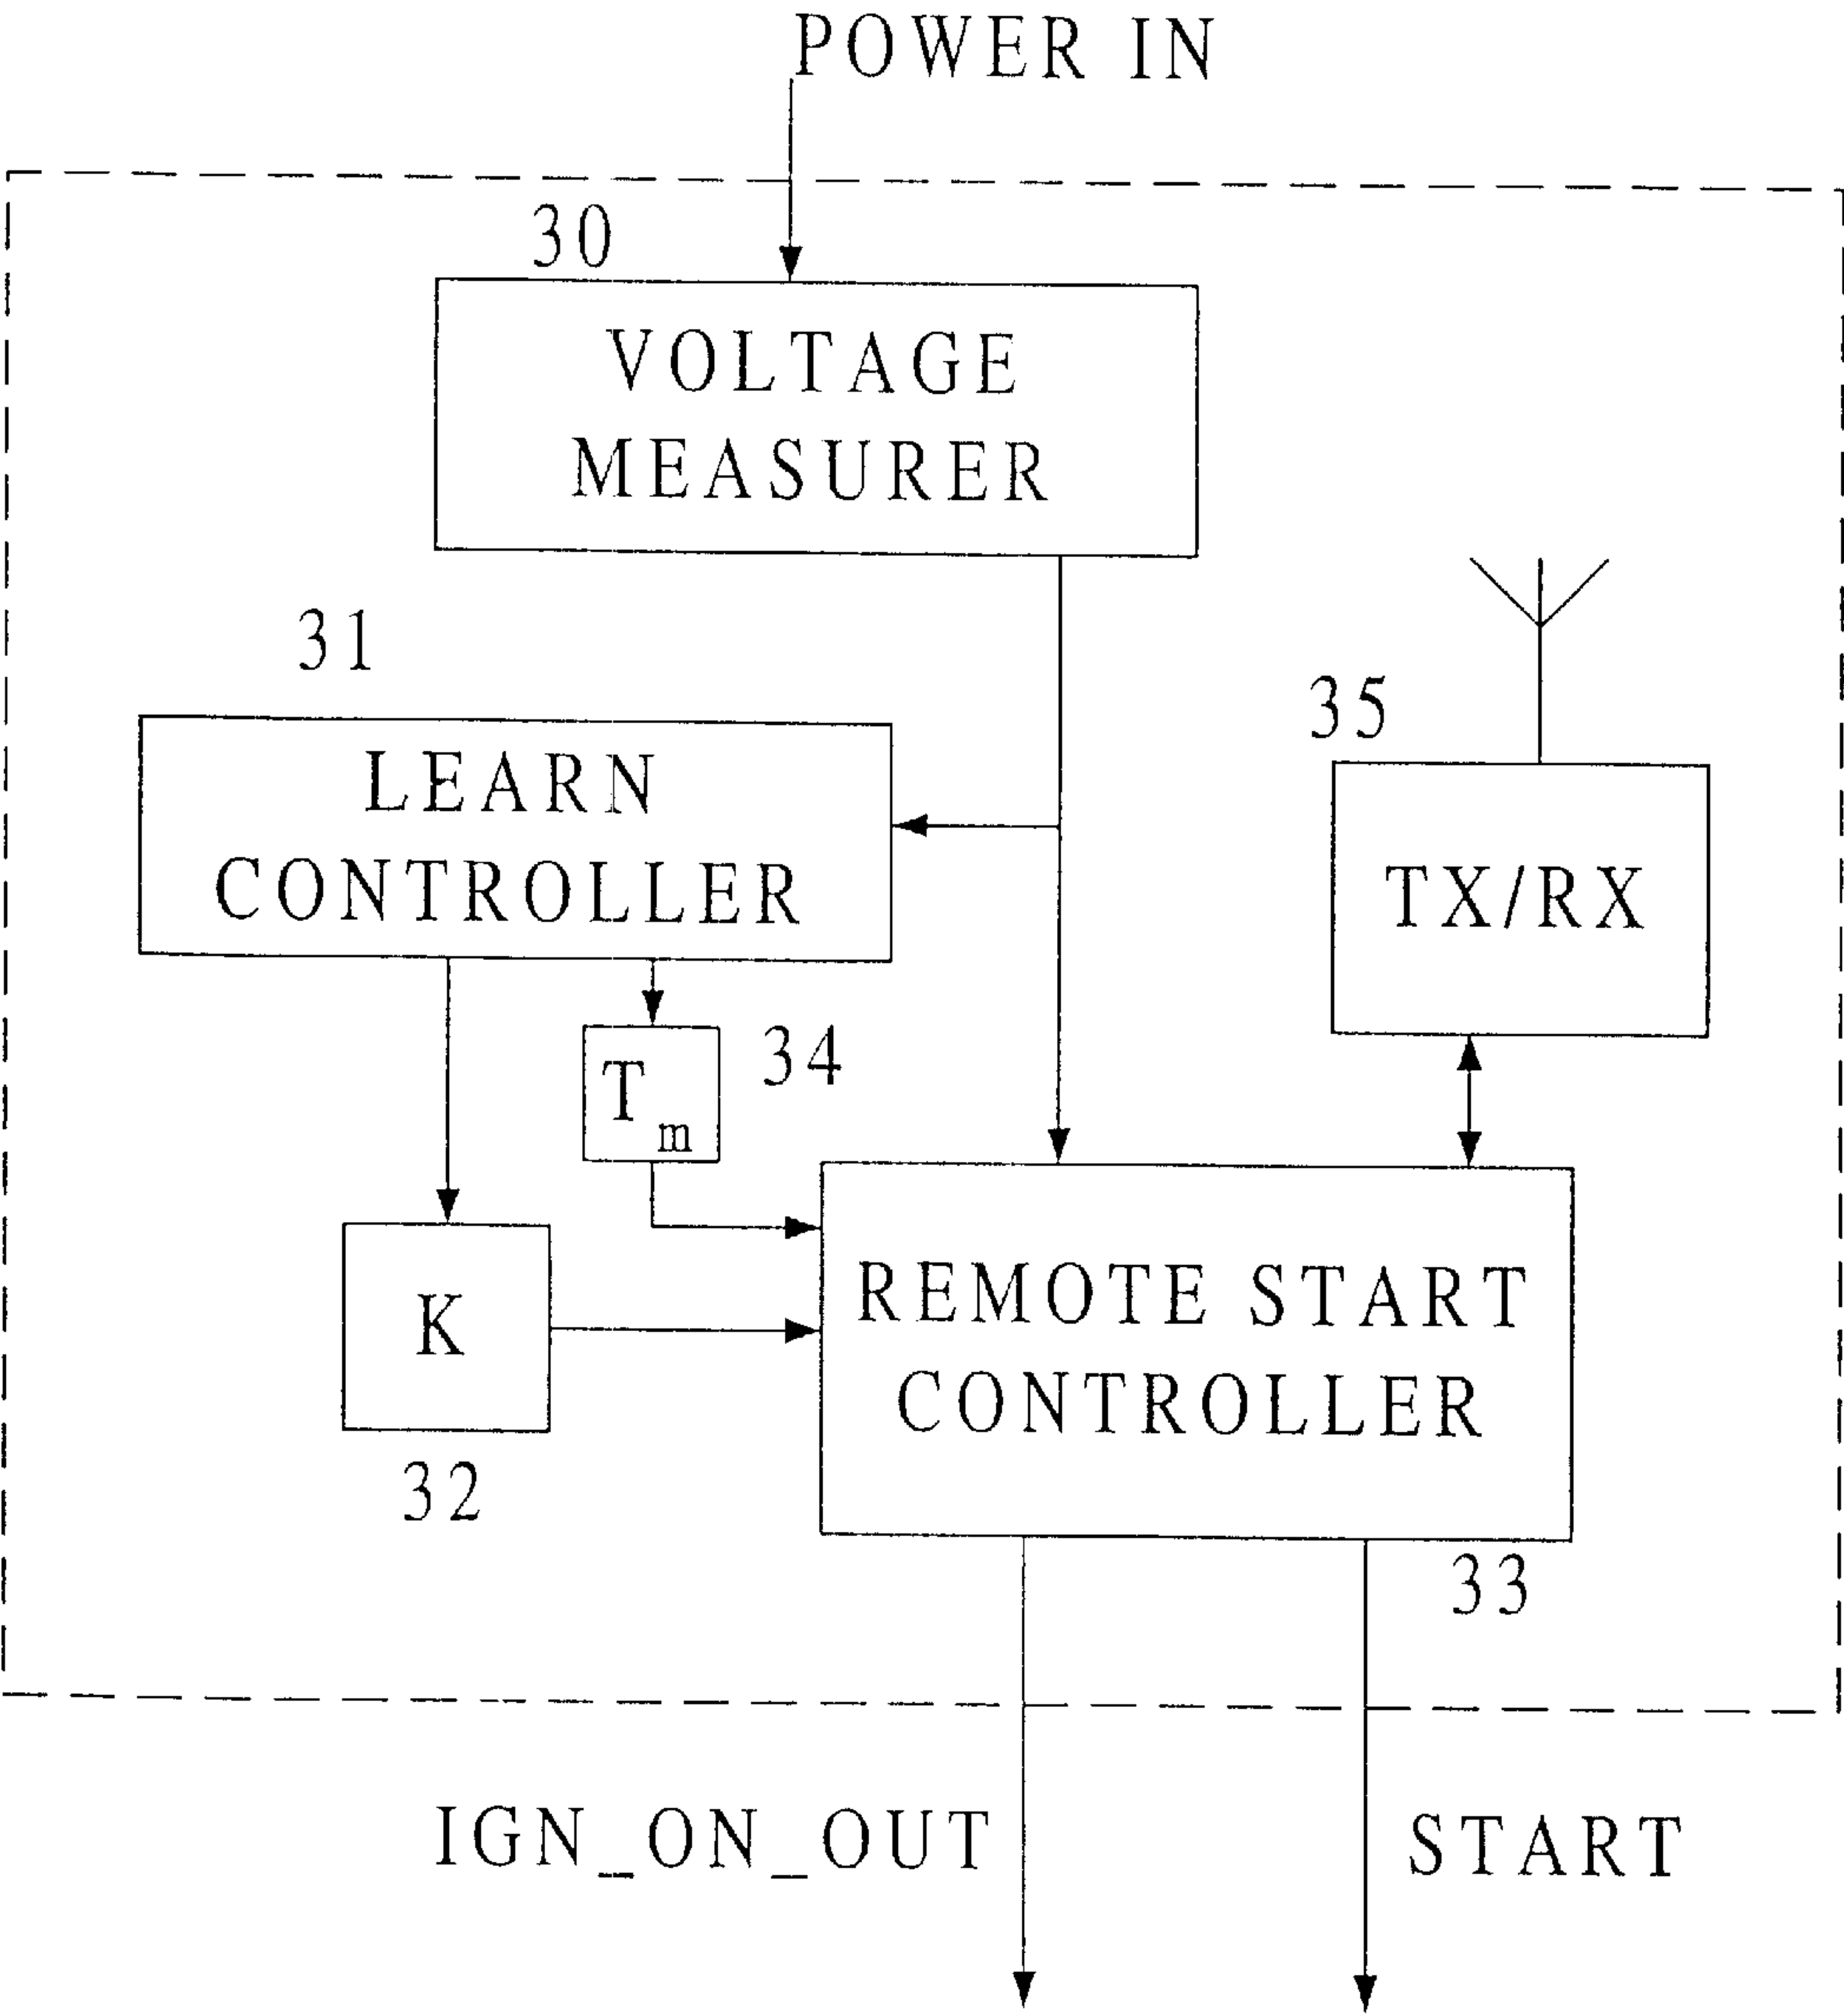 POWER IN
30
VOLTAGE
MEASURER
31
35
LEARN
CONTROLLER
TX/RX
34
Tm
K
REMOTE START
CONTROLLER
32
33
IGN_ON_OUT
START